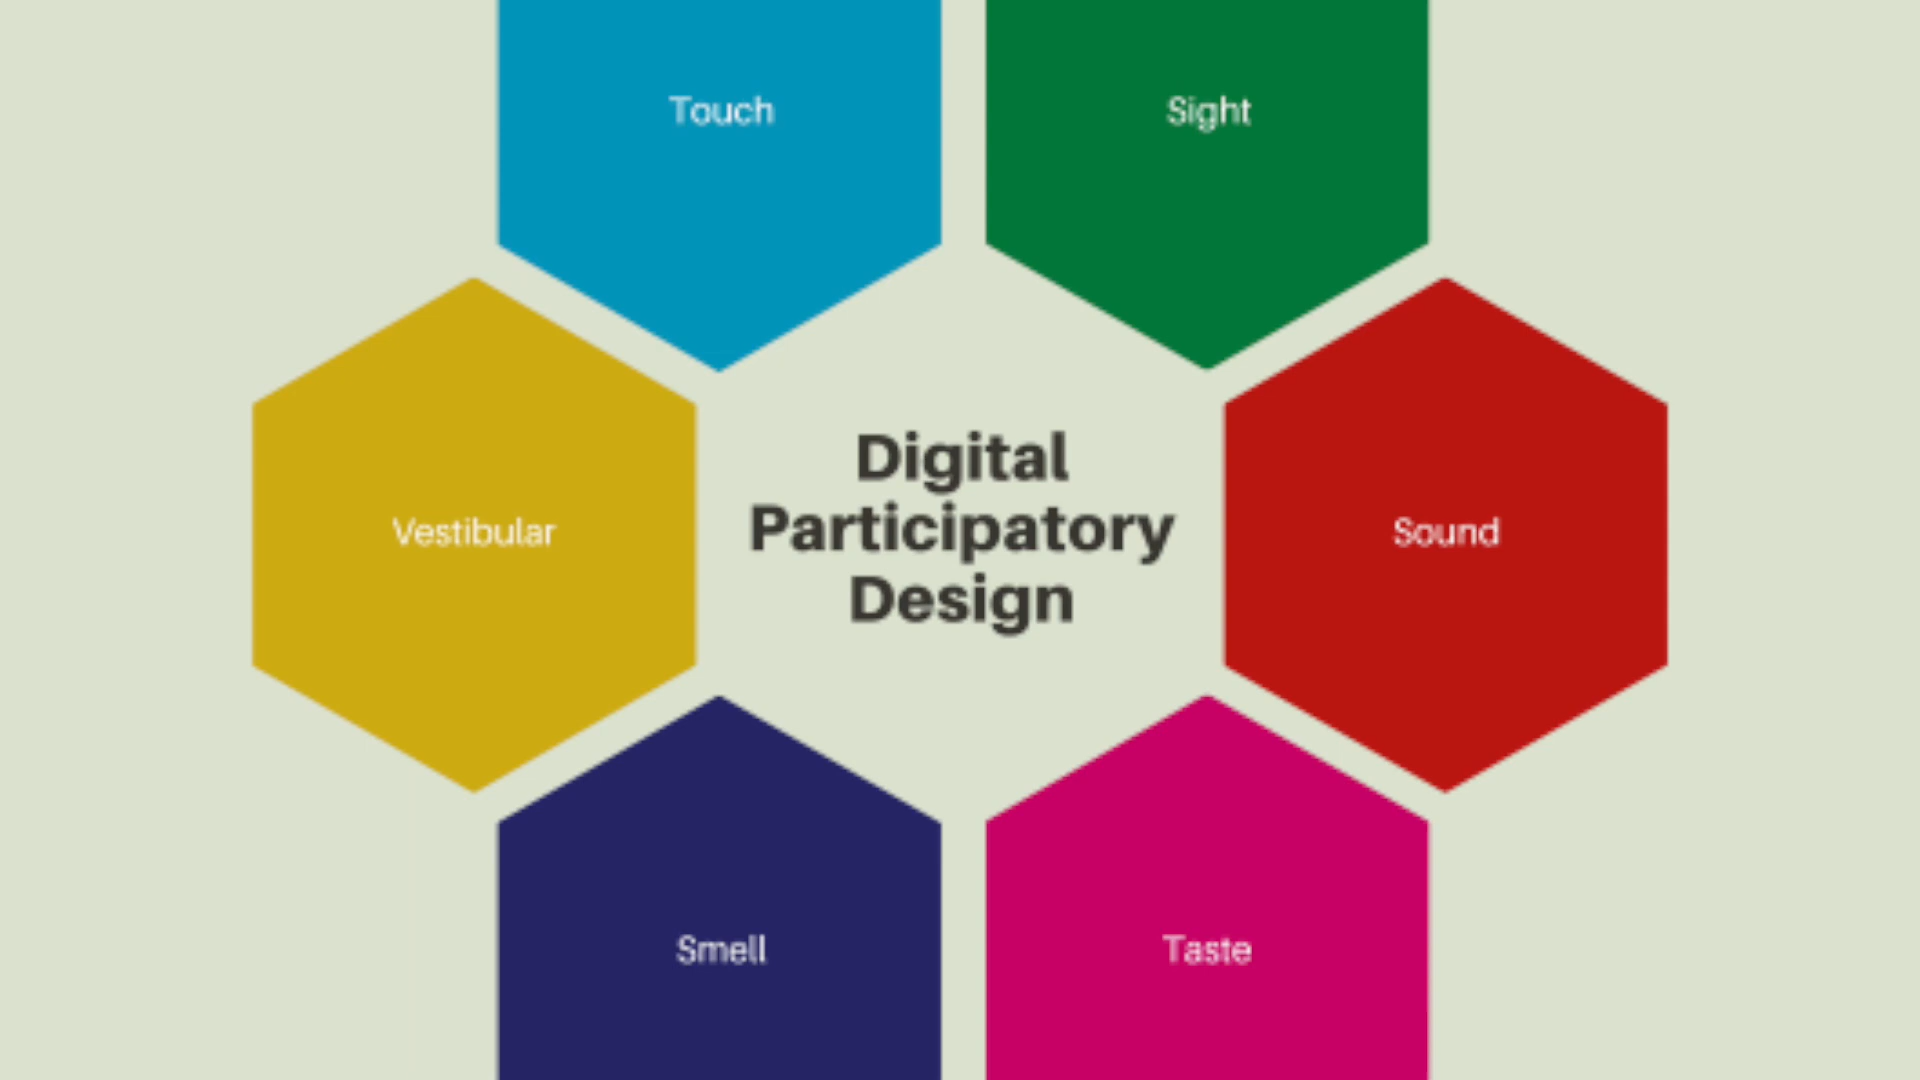 Touch
Sight
Vestibular
Digital
Participatory
Design
Sound
Smell
Taste